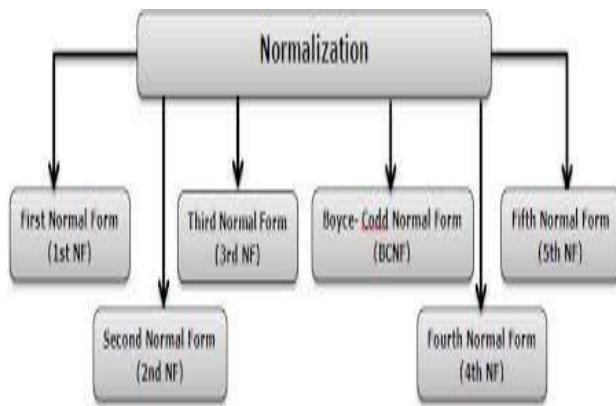 Normalization
First Normal Form
(1st NF)
Third Normal Form
(3rd NF)
Boyce- Codd Normal Form
(BCNF)
Fifth Normal Form
(5th NF)
Second Normal Form
(2nd NF)
Fourth Normal Form
(4th NF)